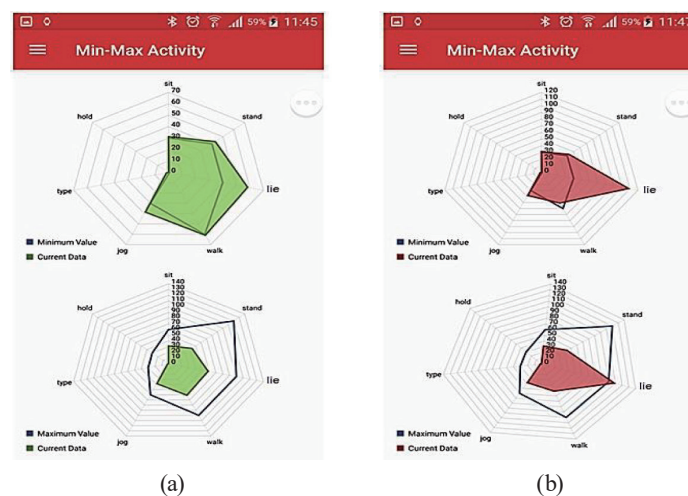 59% 11:45
Min-Max Activity
sit
70
60
50
40
30
20
10
0
hold
stand
type
lie
jog
walk
Minimum Value
Current Data
sit
140
130
120
110
100
90
80
70
60
50
40
30
20
10
0
hold
stand
type
lie
jog
walk
Maximum Value
Current Data
(a)
59% 11:47
Min-Max Activity
sit
120
110
100
90
80
70
60
50
40
30
20
10
0
hold
stand
type
lie
jog
walk
Minimum Value
Current Data
sit
140
130
120
110
100
90
80
70
60
50
40
30
20
10
0
hold
stand
type
lie
jog
walk
Maximum Value
Current Data
(b)